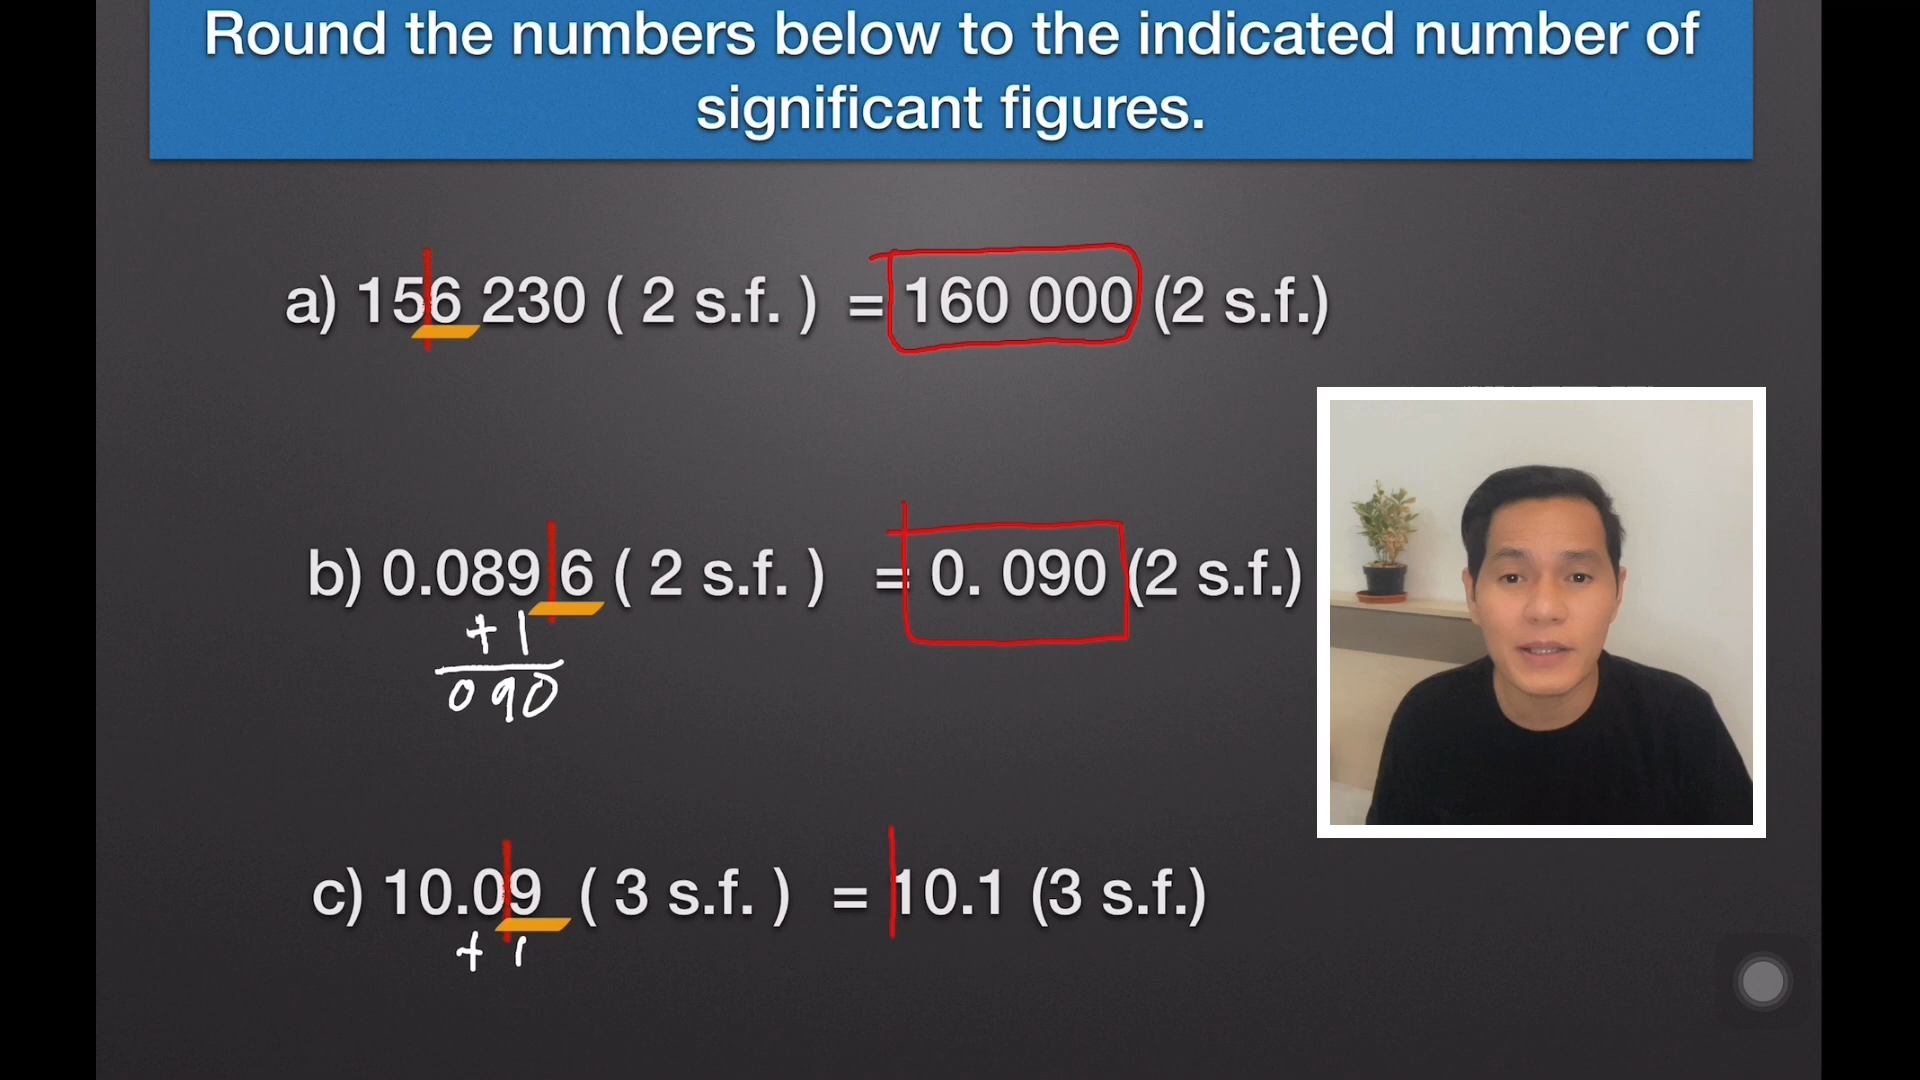 Round the numbers below to the indicated number of
significant figures.
a) 156 230 ( 2 s.f. ) = 160 000 (2 s.f.)
b) 0.089 6 ( 2 s.f. ) = 0. 090 (2 s.f.)
+ 1
090
c) 10.09 ( 3 s.f. ) = 10.1 (3 s.f.)
+ 1